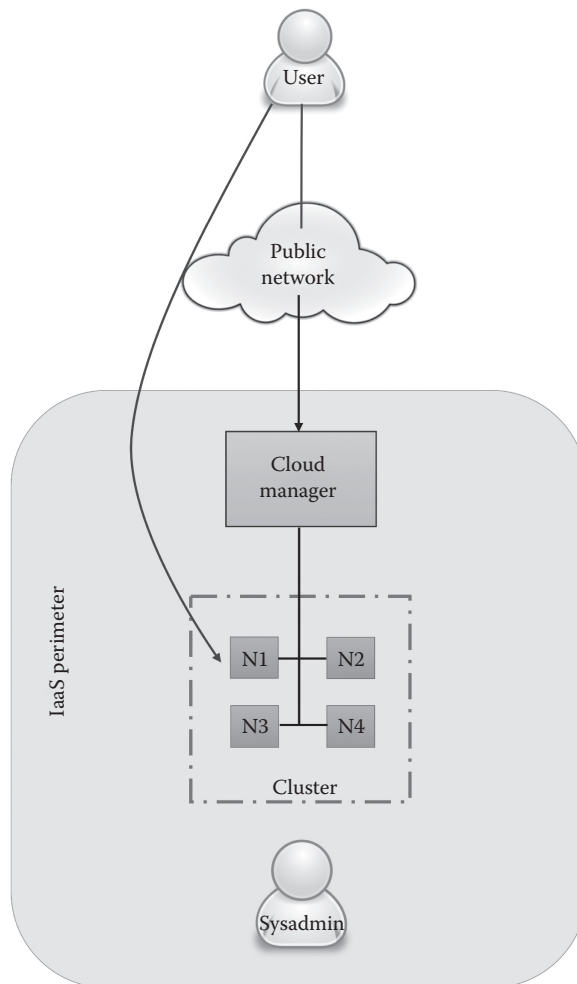 User
Public
network
Cloud
manager
IaaS perimeter
N1
N2
N3
N4
Cluster
Sysadmin